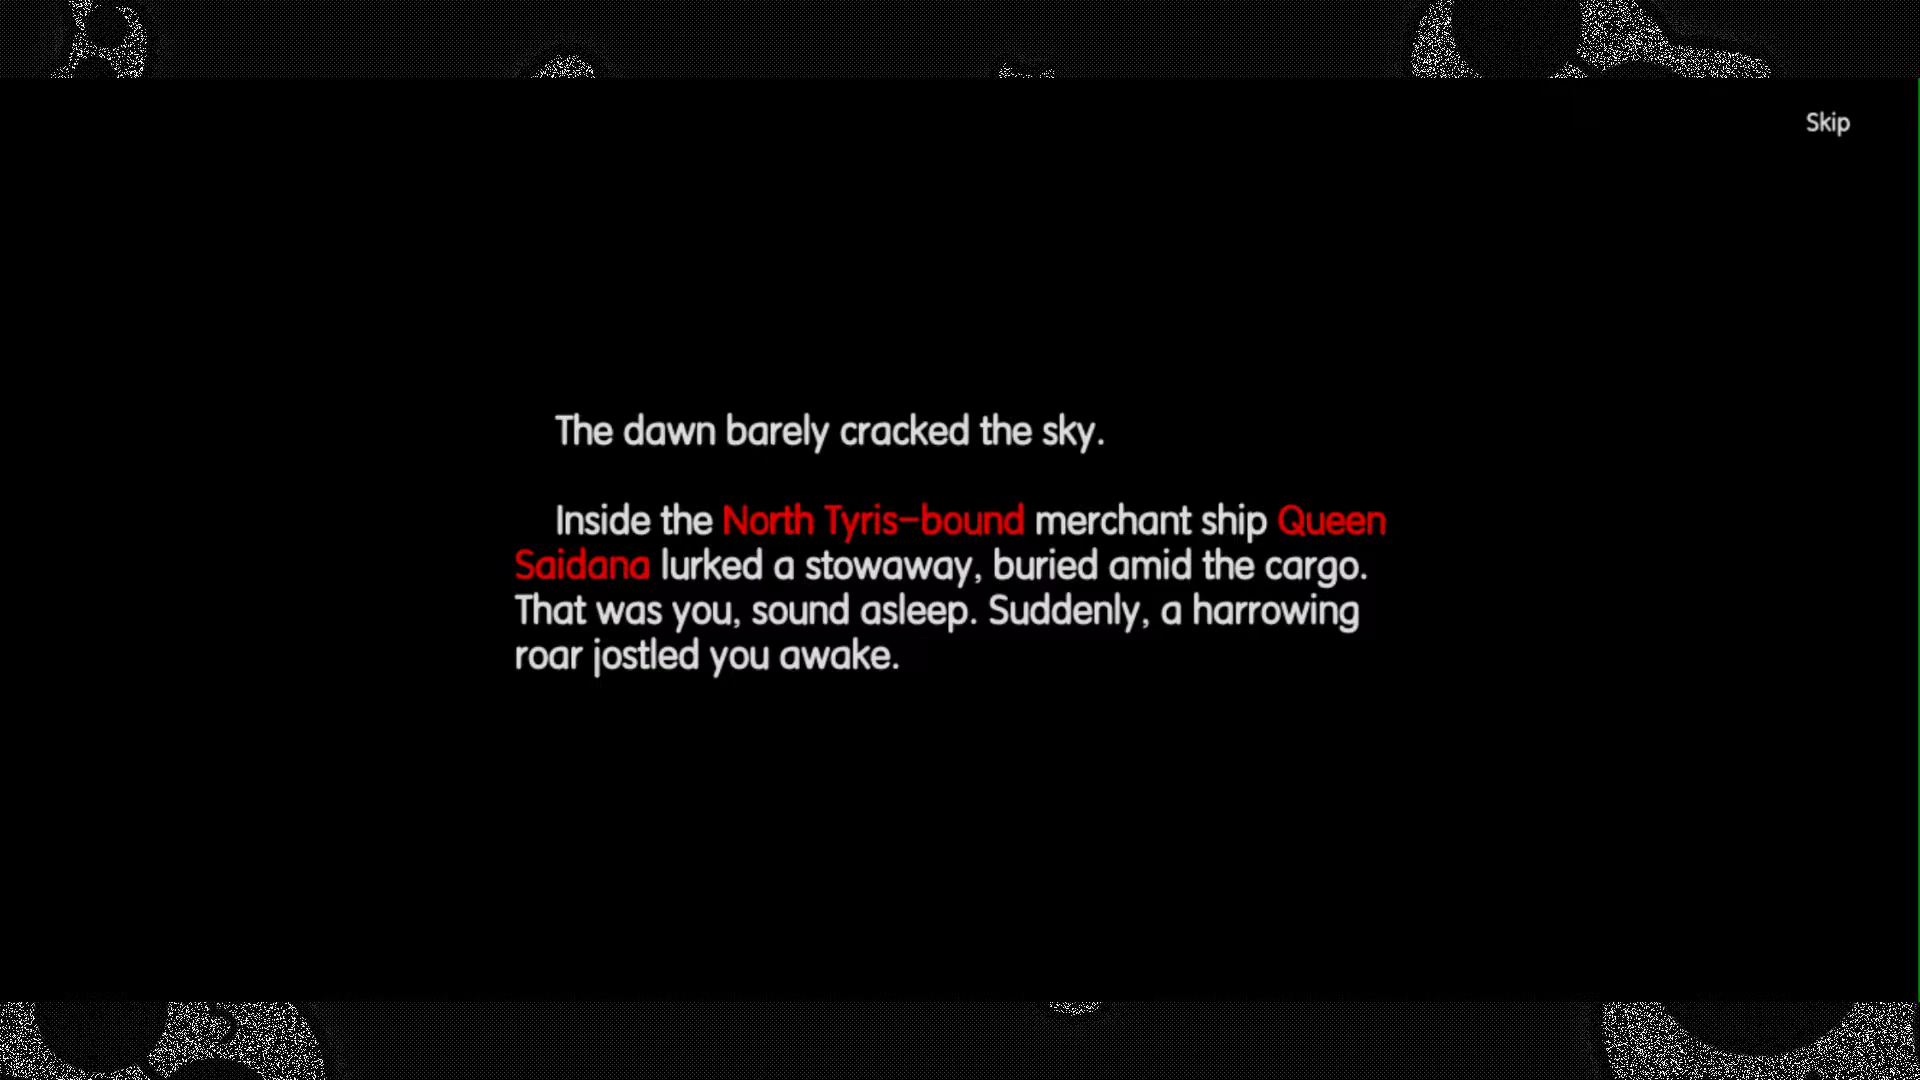 Skip
The dawn barely cracked the sky.
Inside the North Tyris-bound merchant ship Queen
Saidana lurked a stowaway, buried amid the cargo.
That was you, sound asleep. Suddenly, a harrowing
roar jostled you awake.